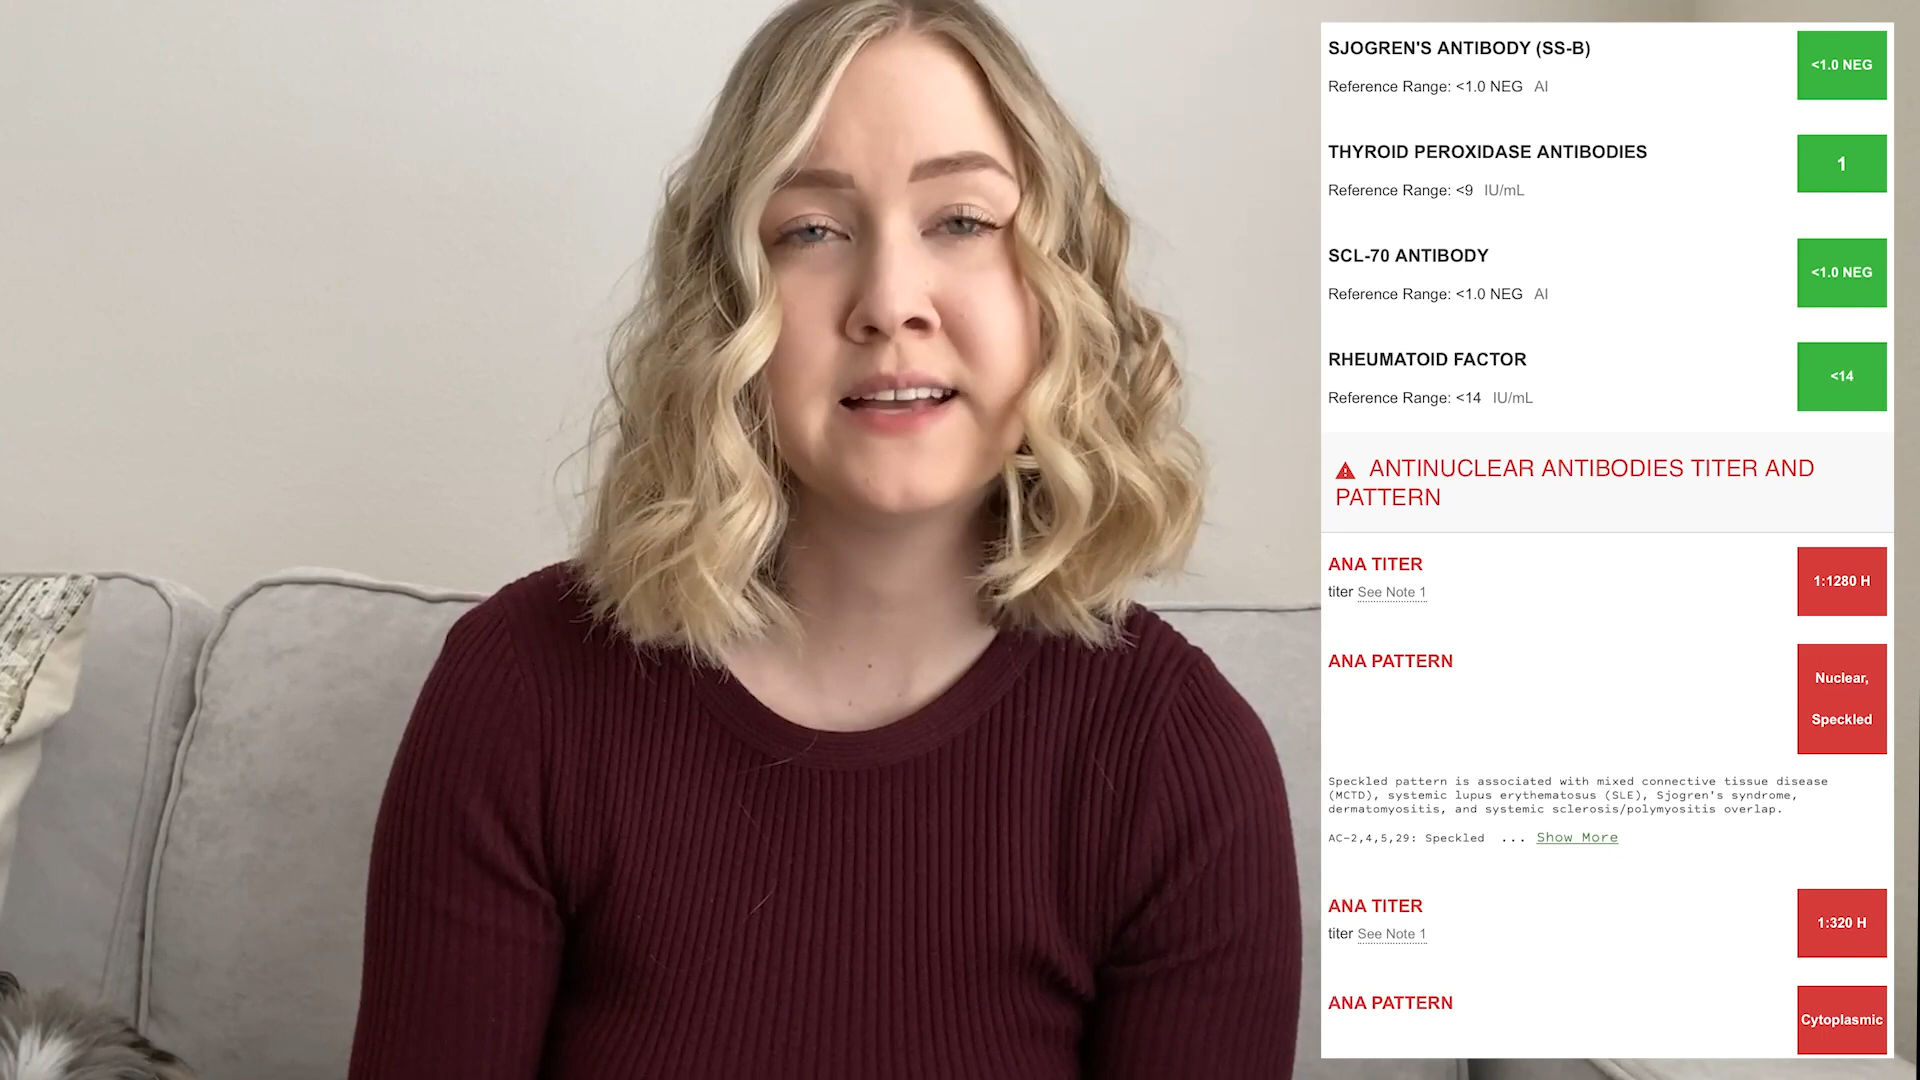 SJOGREN'S ANTIBODY (SS-B)
<1.0 NEG
Reference Range: <1.0 NEG AI
THYROID PEROXIDASE ANTIBODIES
1
Reference Range: <9 IU/mL
SCL-70 ANTIBODY
<1.0 NEG
Reference Range: <1.0 NEG AI
RHEUMATOID FACTOR
<14
Reference Range: <14 IU/mL
ANTINUCLEAR ANTIBODIES TITER AND
PATTERN
ANA TITER
1:1280 H
titer See Note 1
ANA PATTERN
Nuclear,
Speckled
Speckled pattern is associated with mixed connective tissue disease
(MCTD), systemic lupus erythematosus (SLE), Sjogren's syndrome,
dermatomyositis, and systemic sclerosis/polymyositis overlap.
AC-2,4,5,29: Speckled ... Show More
ANA TITER
1:320 H
titer See Note 1
ANA PATTERN
Cytoplasmic